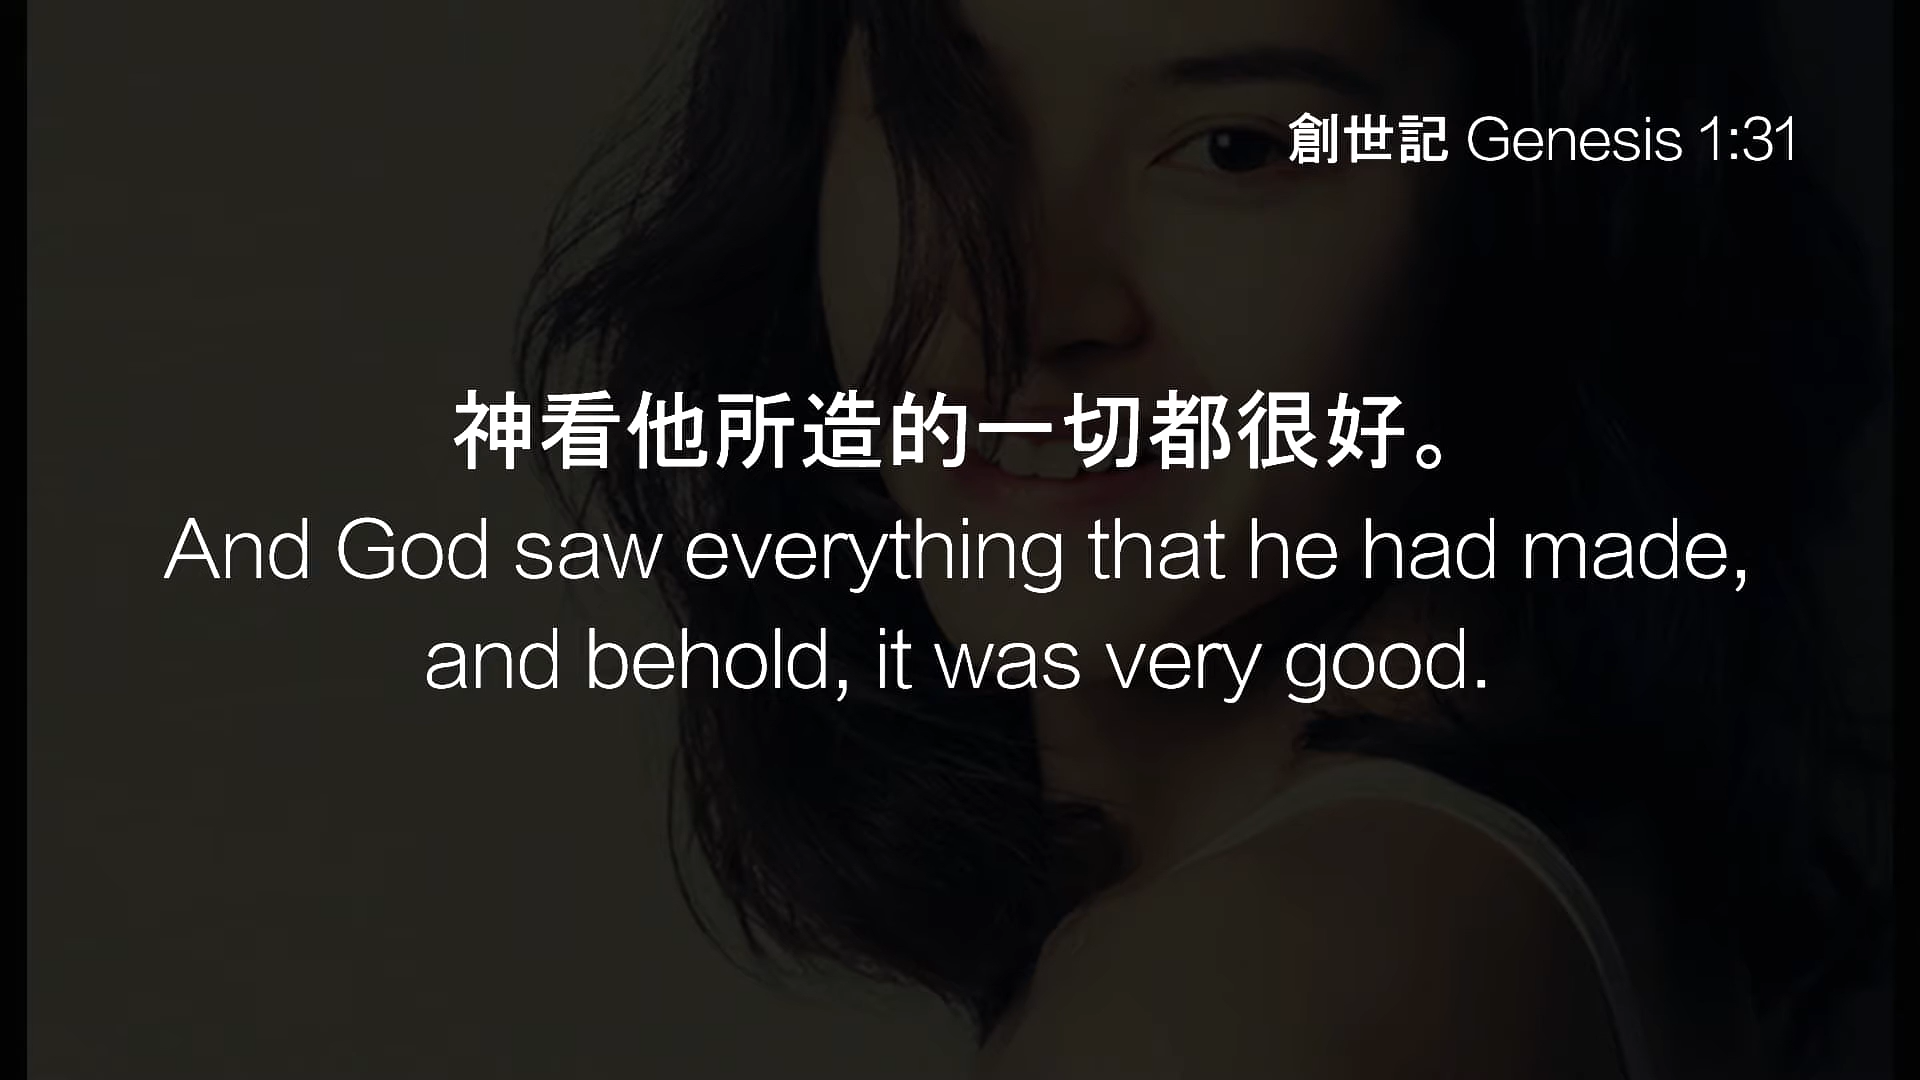 創世記 Genesis 1:31
神看他所造的一切都很好。
And God saw everything that he had made,
and behold, it was very good.